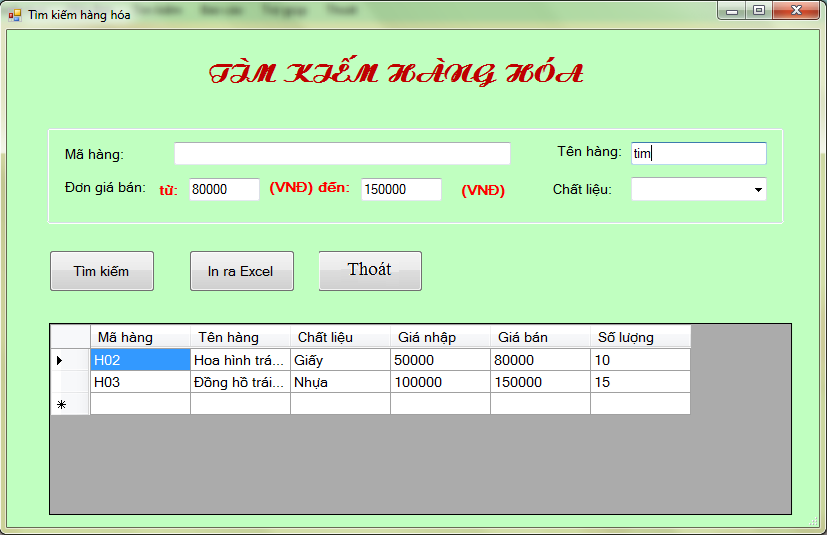 Tìm kiếm hàng hóa
TÌM KIẾM HÀNG HÓA
Mã hàng:
Tên hàng: tim
Đơn giá bán: từ: 80000 (VNĐ) đến: 150000 (VNĐ)
Chất liệu:
Tìm kiếm In ra Excel Thoát
Mã hàng Tên hàng Chất liệu Giá nhập Giá bán Số lượng
H02 Hoa hình trá... Giấy 50000 80000 10
H03 Đồng hồ trái... Nhựa 100000 150000 15